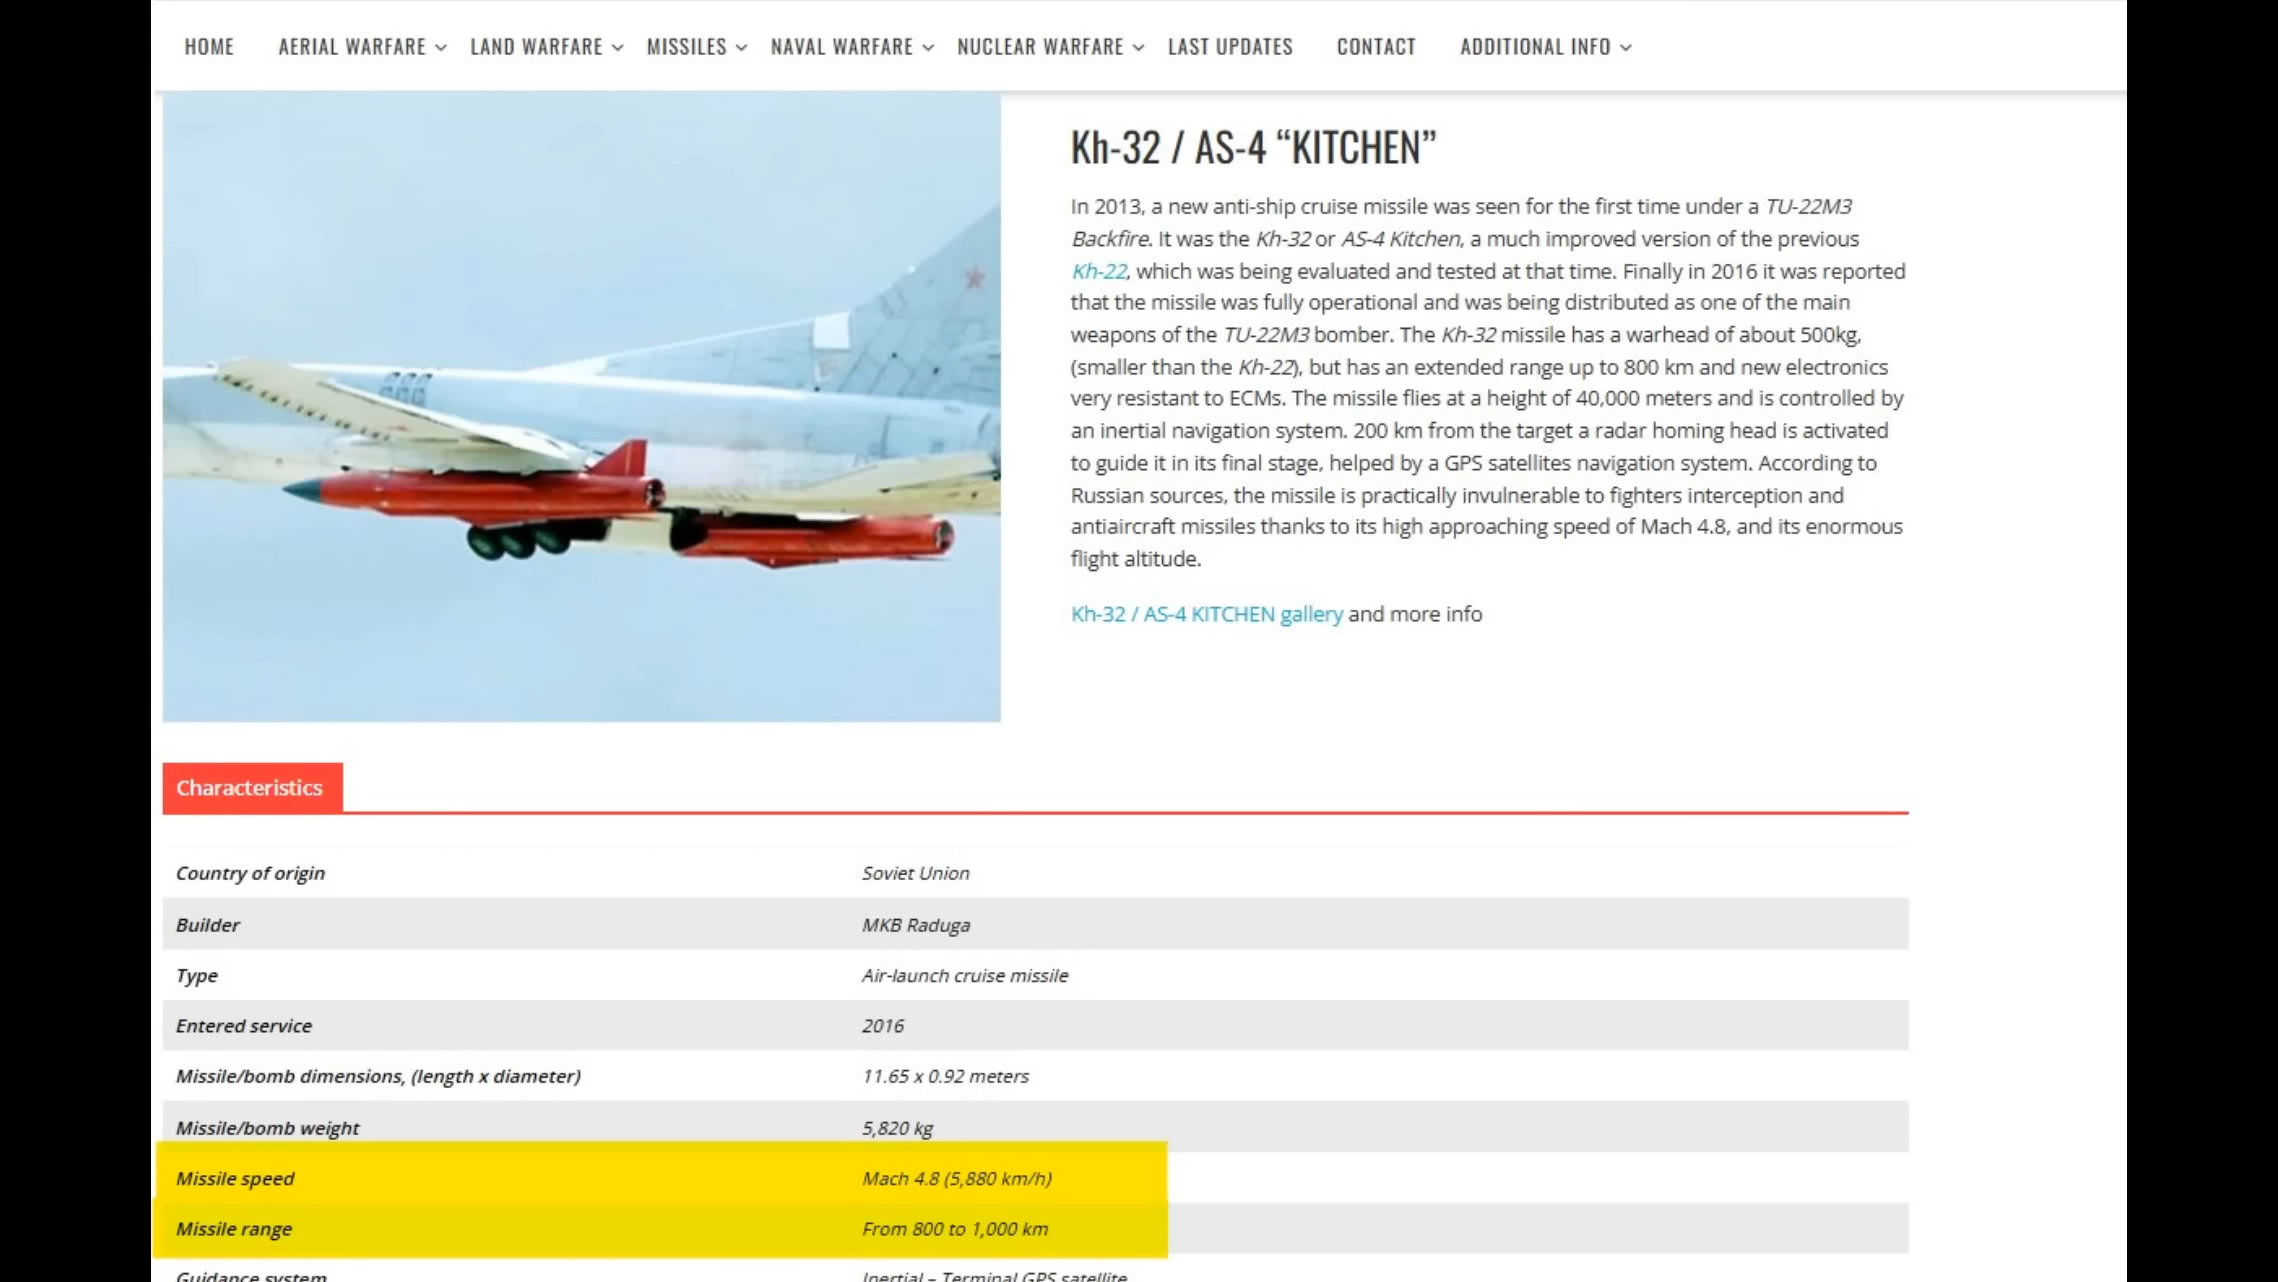 HOME AERIAL WARFARE LAND WARFARE MISSILES NAVAL WARFARE NUCLEAR WARFARE LAST UPDATES CONTACT ADDITIONAL INFO
Kh-32 / AS-4 “KITCHEN”
In 2013, a new anti-ship cruise missile was seen for the first time under a TU-22M3
Backfire. It was the Kh-32 or AS-4 Kitchen, a much improved version of the previous
Kh-22, which was being evaluated and tested at that time. Finally in 2016 it was reported
that the missile was fully operational and was being distributed as one of the main
weapons of the TU-22M3 bomber. The Kh-32 missile has a warhead of about 500kg,
(smaller than the Kh-22), but has an extended range up to 800 km and new electronics
very resistant to ECMs. The missile flies at a height of 40,000 meters and is controlled by
an inertial navigation system. 200 km from the target a radar homing head is activated
to guide it in its final stage, helped by a GPS satellites navigation system. According to
Russian sources, the missile is practically invulnerable to fighters interception and
antiaircraft missiles thanks to its high approaching speed of Mach 4.8, and its enormous
flight altitude.
Kh-32 / AS-4 KITCHEN gallery and more info
Characteristics
Country of origin Soviet Union
Builder MKB Raduga
Type Air-launch cruise missile
Entered service 2016
Missile/bomb dimensions, (length x diameter) 11.65 x 0.92 meters
Missile/bomb weight 5,820 kg
Missile speed Mach 4.8 (5,880 km/h)
Missile range From 800 to 1,000 km
Guidance system Inertial – Terminal GPS satellite